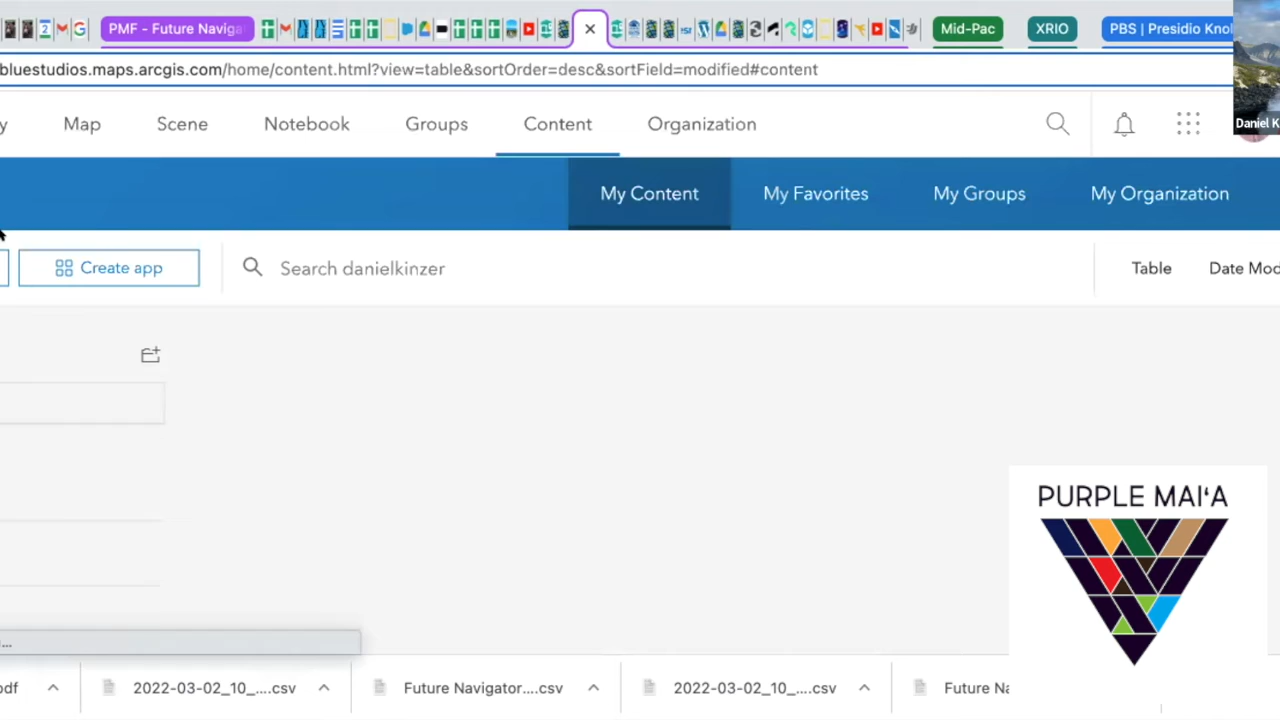 PMF - Future Naviga
Mid-Pac
XRIO
PBS | Presidio Knol
bluestudios.maps.arcgis.com/home/content.html?view=table&sortOrder=desc&sortField=modified#content
y Map Scene Notebook Groups Content Organization
Daniel K
My Content My Favorites My Groups My Organization
Create app Search danielkinzer Table Date Mod
PURPLE MAIʻA
...
odf 2022-03-02_10_....csv Future Navigator....csv 2022-03-02_10_....csv Future Na